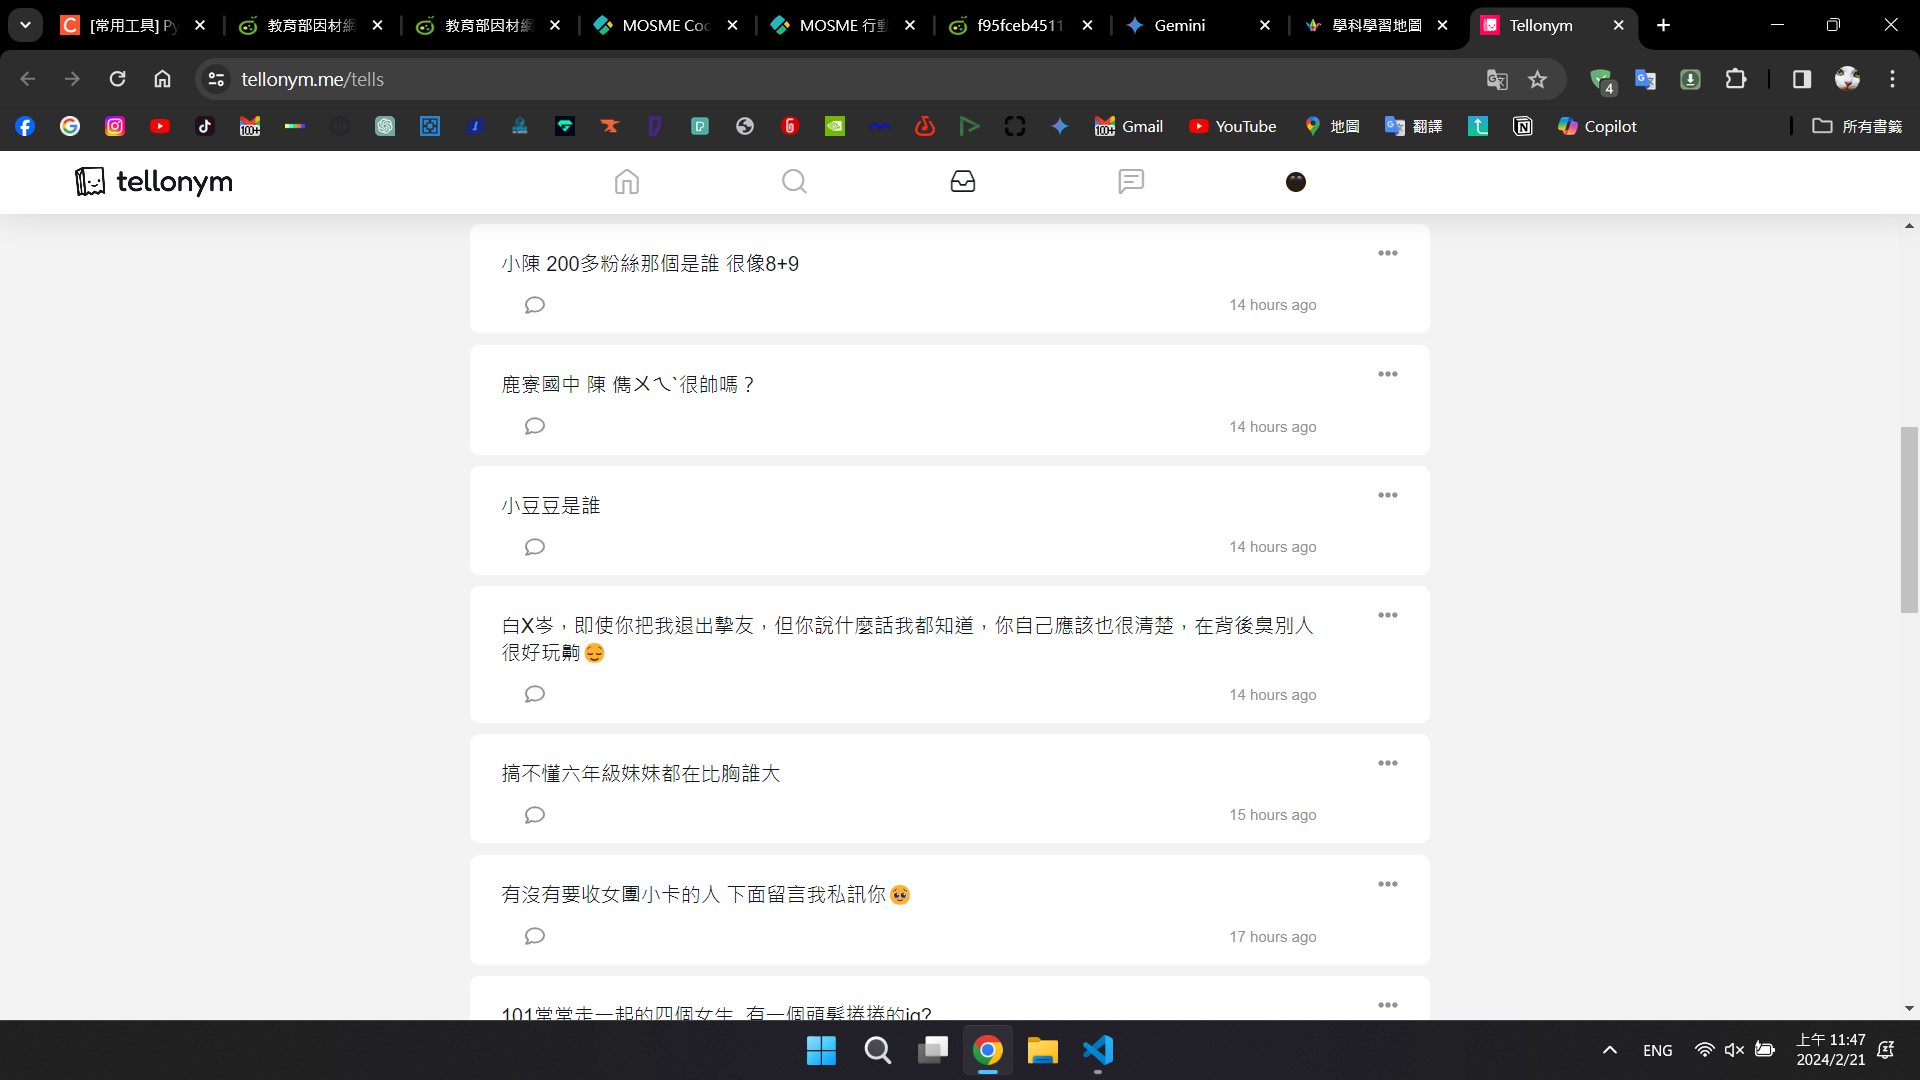 [常用工具] Py
教育部因材網
教育部因材網
MOSME Coc
MOSME 行動
f95fceb4511
Gemini
學科學習地圖
Tellonym
tellonym.me/tells
4
Gmail
YouTube
地圖
翻譯
Copilot
所有書籤
tellonym
小陳 200多粉絲那個是誰 很像8+9
14 hours ago
鹿寮國中 陳 儁ㄨㄟˋ很帥嗎？
14 hours ago
小豆豆是誰
14 hours ago
白X岑，即使你把我退出摯友，但你說什麼話我都知道，你自己應該也很清楚，在背後臭別人
很好玩齁😌
14 hours ago
搞不懂六年級妹妹都在比胸誰大
15 hours ago
有沒有要收女團小卡的人 下面留言我私訊你🥺
17 hours ago
101常常走一起的四個女生 有一個頭髮捲捲的ig?
ENG
上午 11:47
2024/2/21